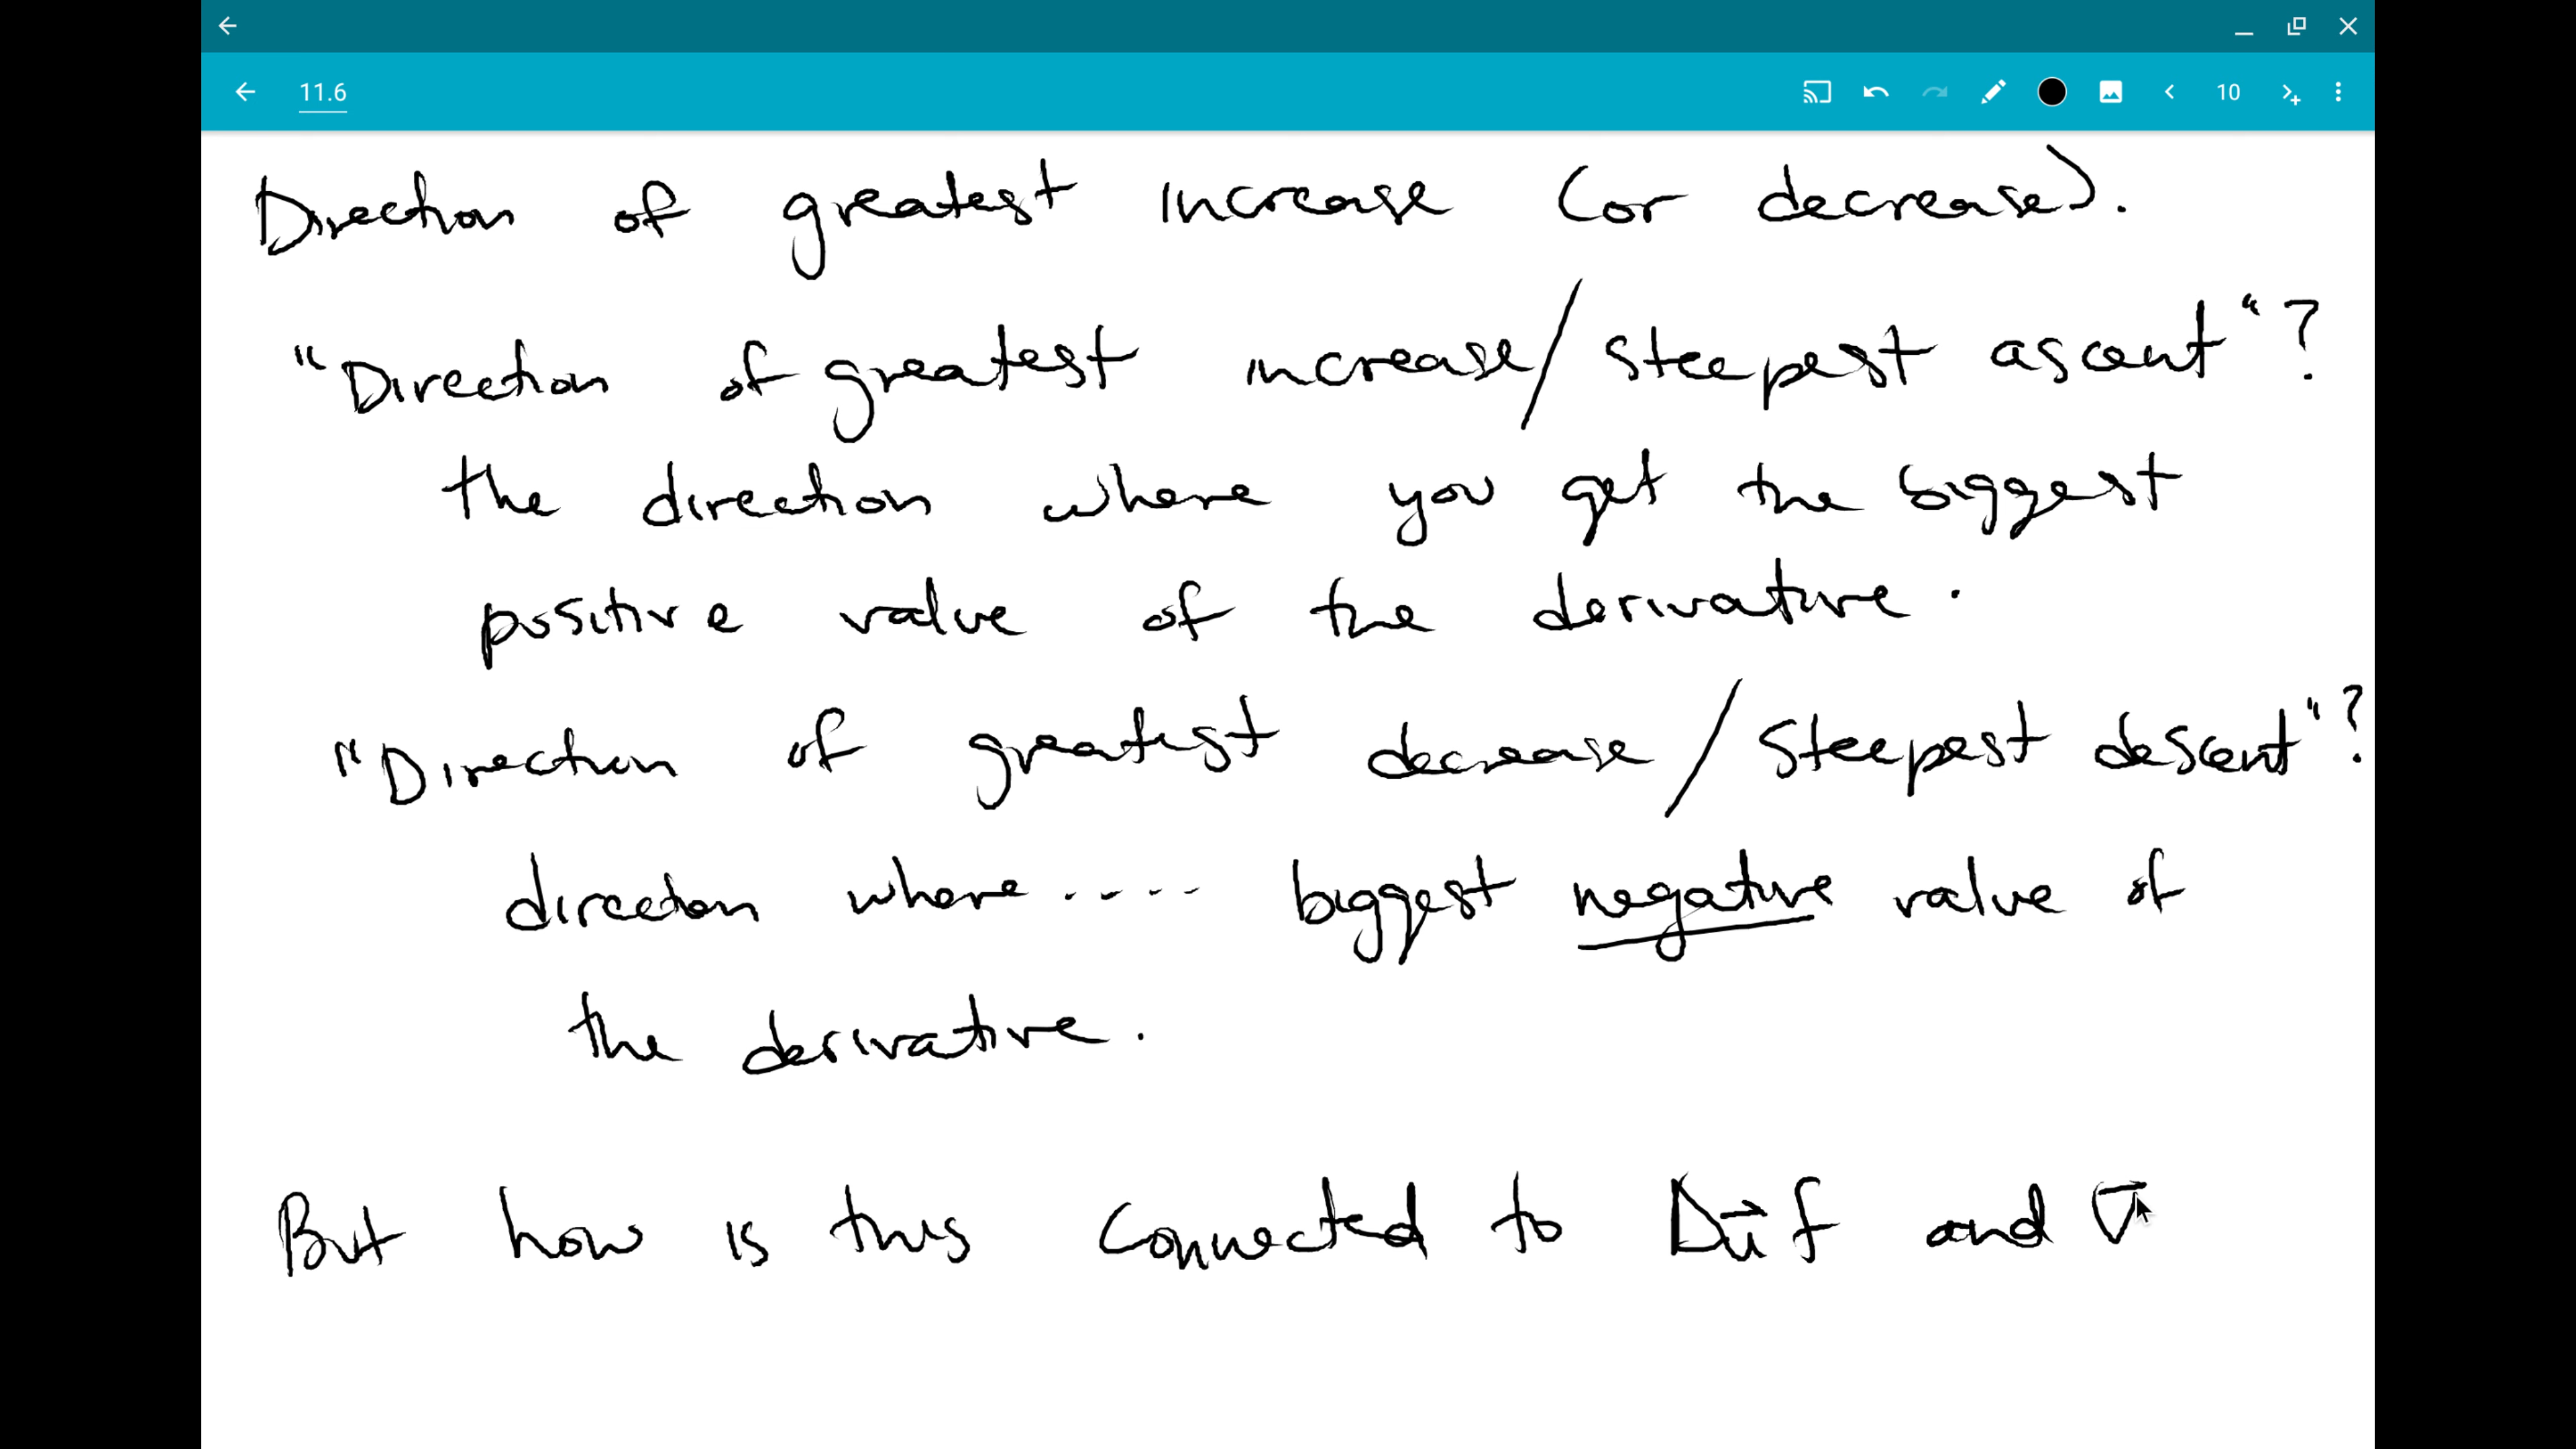 11.6
10
Direction of greatest increase (or decrease).
"Direction of greatest increase/steepest ascent"?
the direction where you get the biggest
positive value of the derivative.
"Direction of greatest decrease/steepest descent"?
direction where.... biggest negative value of
the derivative.
But how is this connected to D_u⃗ f and ∇